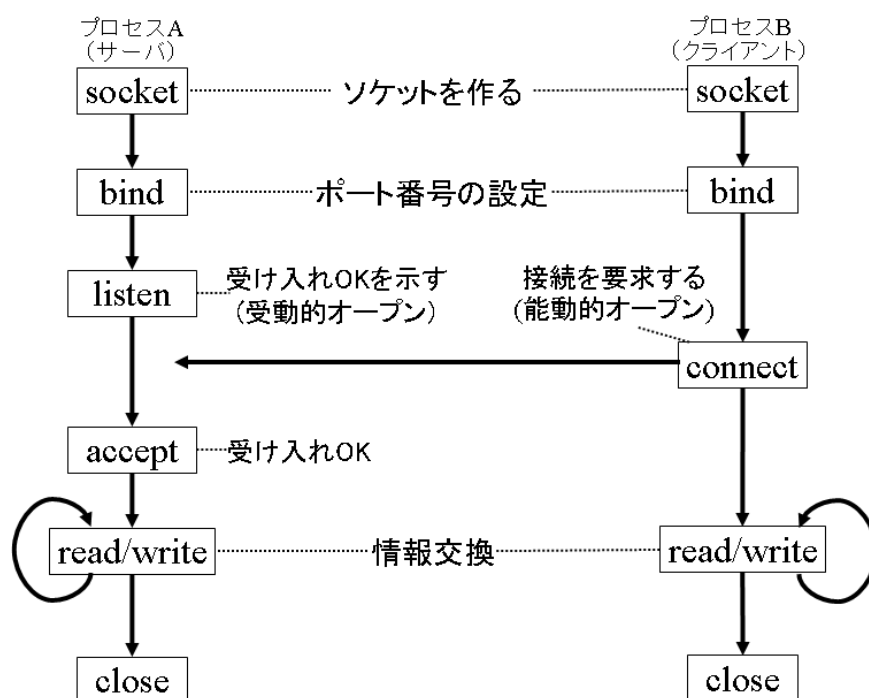 プロセスA
(サーバ)
プロセスB
(クライアント)
socket
ソケットを作る
socket
bind
ポート番号の設定
bind
listen
受け入れOKを示す
(受動的オープン)
接続を要求する
(能動的オープン)
connect
accept
受け入れOK
read/write
情報交換
read/write
close
close